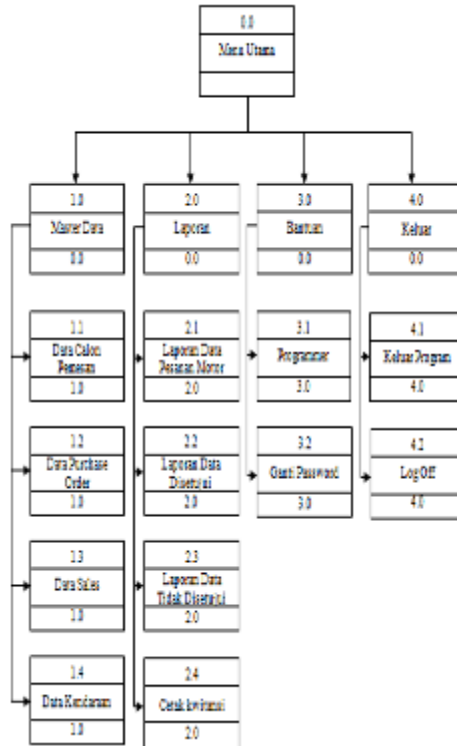 0.0
Menu Utama
1.0
Master Data
0.0
2.0
Laporan
0.0
3.0
Bantuan
0.0
4.0
Keluar
0.0
1.1
Data Calon
Pemesan
1.0
2.1
Laporan Data
Pesanan Motor
2.0
3.1
Programmer
3.0
4.1
Keluar Program
4.0
1.2
Data Purchase
Order
1.0
2.2
Laporan Data
Disetujui
2.0
3.2
Ganti Password
3.0
4.2
Log Off
4.0
1.3
Data Sales
1.0
2.3
Laporan Data
Tidak Disetujui
2.0
1.4
Data Kendaraan
1.0
2.4
Cetak kwitansi
2.0